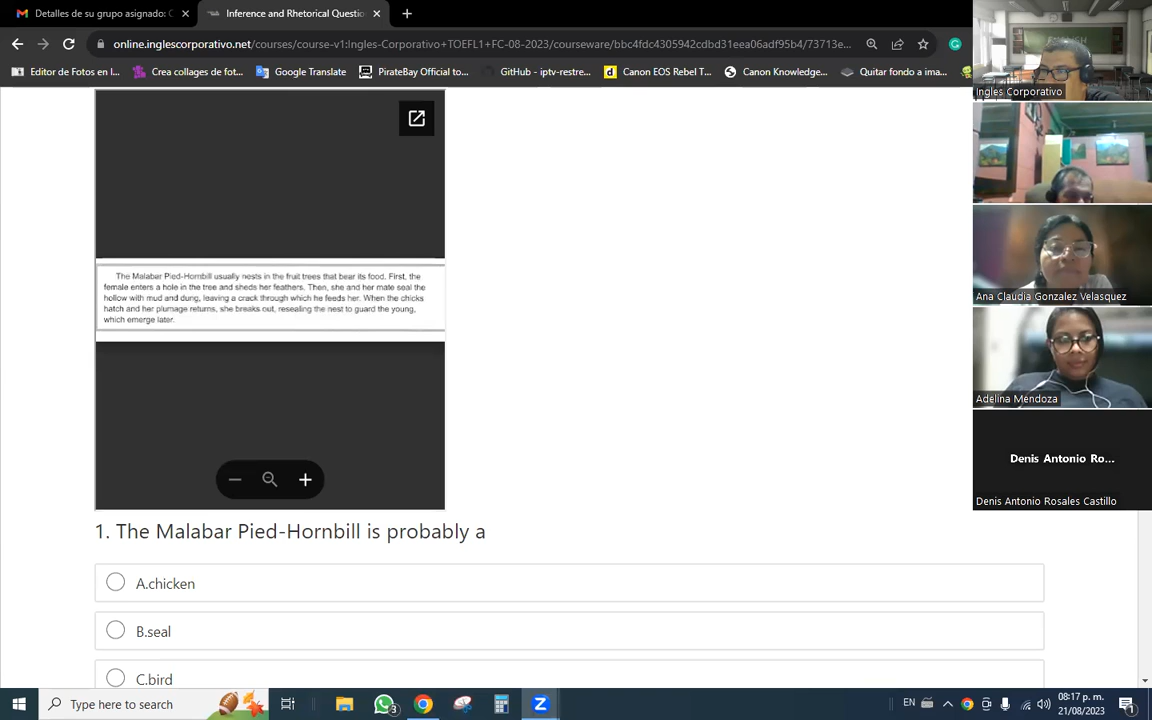 Detalles de su grupo asignado: C
Inference and Rhetorical Questio
online.inglescorporativo.net/courses/course-v1:Ingles-Corporativo+TOEFL1+FC-08-2023/courseware/bbc4fdc4305942cdbd31eea06adf95b4/73713e...
Editor de Fotos en l...
Crea collages de fot...
Google Translate
PirateBay Official to...
GitHub - iptv-restre...
Canon EOS Rebel T...
Canon Knowledge...
Quitar fondo a ima...
Ingles Corporativo
The Malabar Pied-Hornbill usually nests in the fruit trees that bear its food. First, the
female enters a hole in the tree and sheds her feathers. Then, she and her mate seal the
hollow with mud and dung, leaving a crack through which he feeds her. When the chicks
hatch and her plumage returns, she breaks out, resealing the nest to guard the young,
which emerge later.
Ana Claudia Gonzalez Velasquez
Adelina Mendoza
Denis Antonio Ro...
Denis Antonio Rosales Castillo
1. The Malabar Pied-Hornbill is probably a
A.chicken
B.seal
C.bird
Type here to search
3
EN
08:17 p. m.
21/08/2023
1